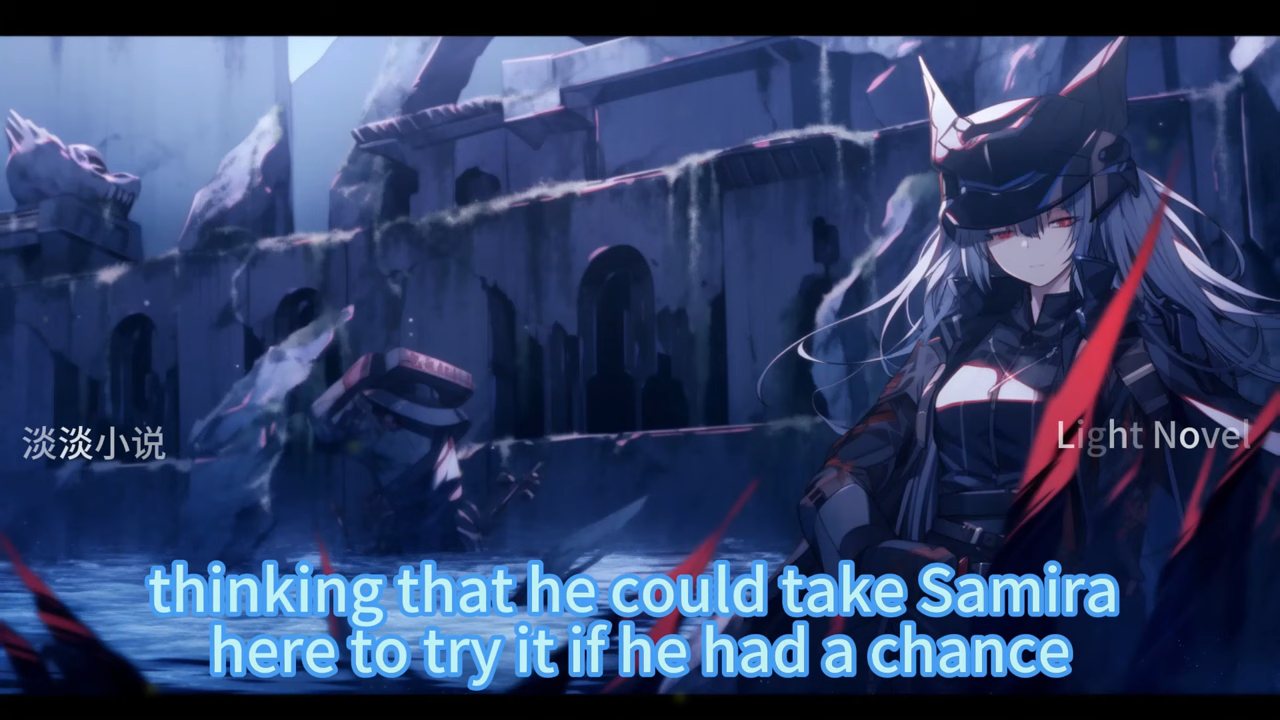 淡淡小说
Light Novel
thinking that he could take Samira
here to try it if he had a chance